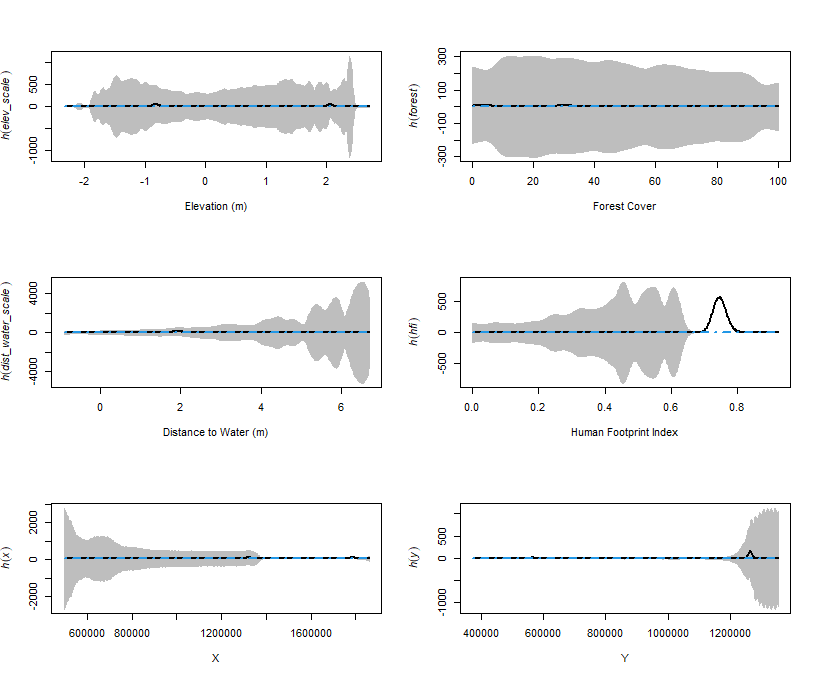 h(elev_scale )
500
0
-1000
-2 -1 0 1 2
Elevation (m)
h(forest )
300
100
-100
-300
0 20 40 60 80 100
Forest Cover
h(dist_water_scale )
4000
0
-4000
0 2 4 6
Distance to Water (m)
h(hfi )
500
0
-500
0.0 0.2 0.4 0.6 0.8
Human Footprint Index
h(x )
2000
0
-2000
600000 800000 1200000 1600000
X
h(y )
500
0
-1000
400000 600000 800000 1000000 1200000
Y